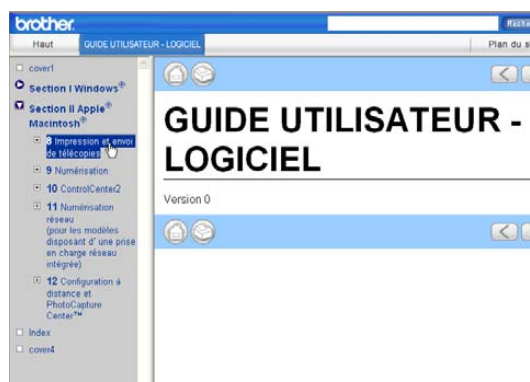 brother.
Haut
GUIDE UTILISATEUR - LOGICIEL
cover1
Section I Windows®
Section II Apple®
Macintosh®
8 Impression et envoi
de télécopies
9 Numérisation
10 ControlCenter2
11 Numérisation
réseau
(pour les modèles
disposant d' une prise
en charge réseau
intégrée)
12 Configuration à
distance et
PhotoCapture
Center™
Index
cover4
Reche
Plan du s
GUIDE UTILISATEUR -
LOGICIEL
Version 0